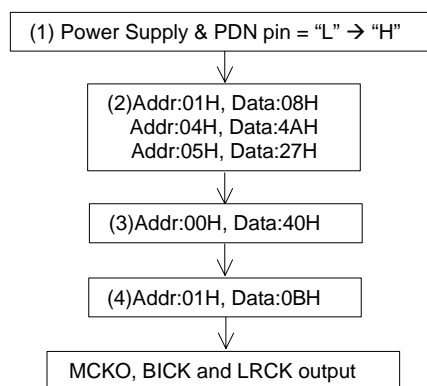 (1) Power Supply & PDN pin = “L” → “H”
(2)Addr:01H, Data:08H
Addr:04H, Data:4AH
Addr:05H, Data:27H
(3)Addr:00H, Data:40H
(4)Addr:01H, Data:0BH
MCKO, BICK and LRCK output